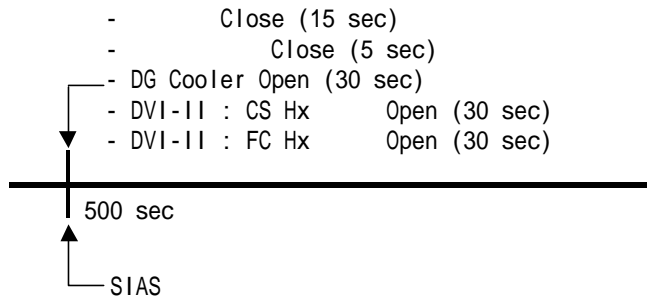 - Close (15 sec)
- Close (5 sec)
- DG Cooler Open (30 sec)
- DVI-II : CS Hx Open (30 sec)
- DVI-II : FC Hx Open (30 sec)
500 sec
SIAS